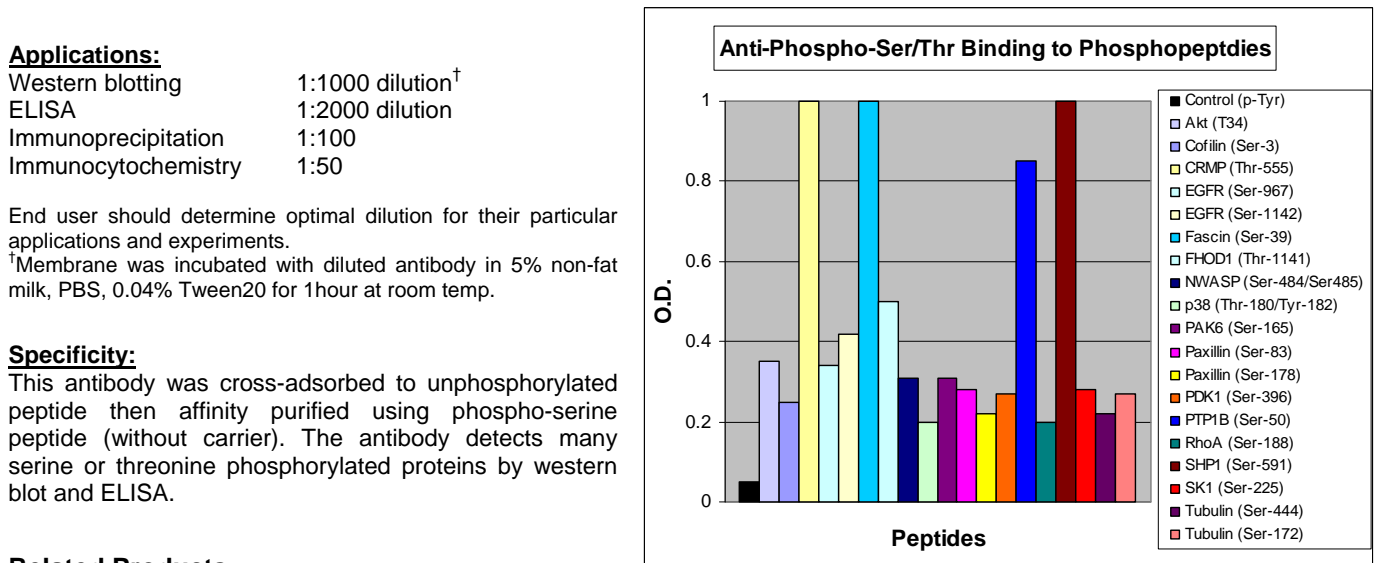 Applications:
Western blotting 1:1000 dilution†
ELISA 1:2000 dilution
Immunoprecipitation 1:100
Immunocytochemistry 1:50
End user should determine optimal dilution for their particular
applications and experiments.
†Membrane was incubated with diluted antibody in 5% non-fat
milk, PBS, 0.04% Tween20 for 1hour at room temp.
Specificity:
This antibody was cross-adsorbed to unphosphorylated
peptide then affinity purified using phospho-serine
peptide (without carrier). The antibody detects many
serine or threonine phosphorylated proteins by western
blot and ELISA.
Related Products
Anti-Phospho-Ser/Thr Binding to Phosphopeptdies
1
0.8
0.6
0.4
0.2
0
O.D.
Peptides
Control (p-Tyr)
Akt (T34)
Cofilin (Ser-3)
CRMP (Thr-555)
EGFR (Ser-967)
EGFR (Ser-1142)
Fascin (Ser-39)
FHOD1 (Thr-1141)
NWASP (Ser-484/Ser485)
p38 (Thr-180/Tyr-182)
PAK6 (Ser-165)
Paxillin (Ser-83)
Paxillin (Ser-178)
PDK1 (Ser-396)
PTP1B (Ser-50)
RhoA (Ser-188)
SHP1 (Ser-591)
SK1 (Ser-225)
Tubulin (Ser-444)
Tubulin (Ser-172)